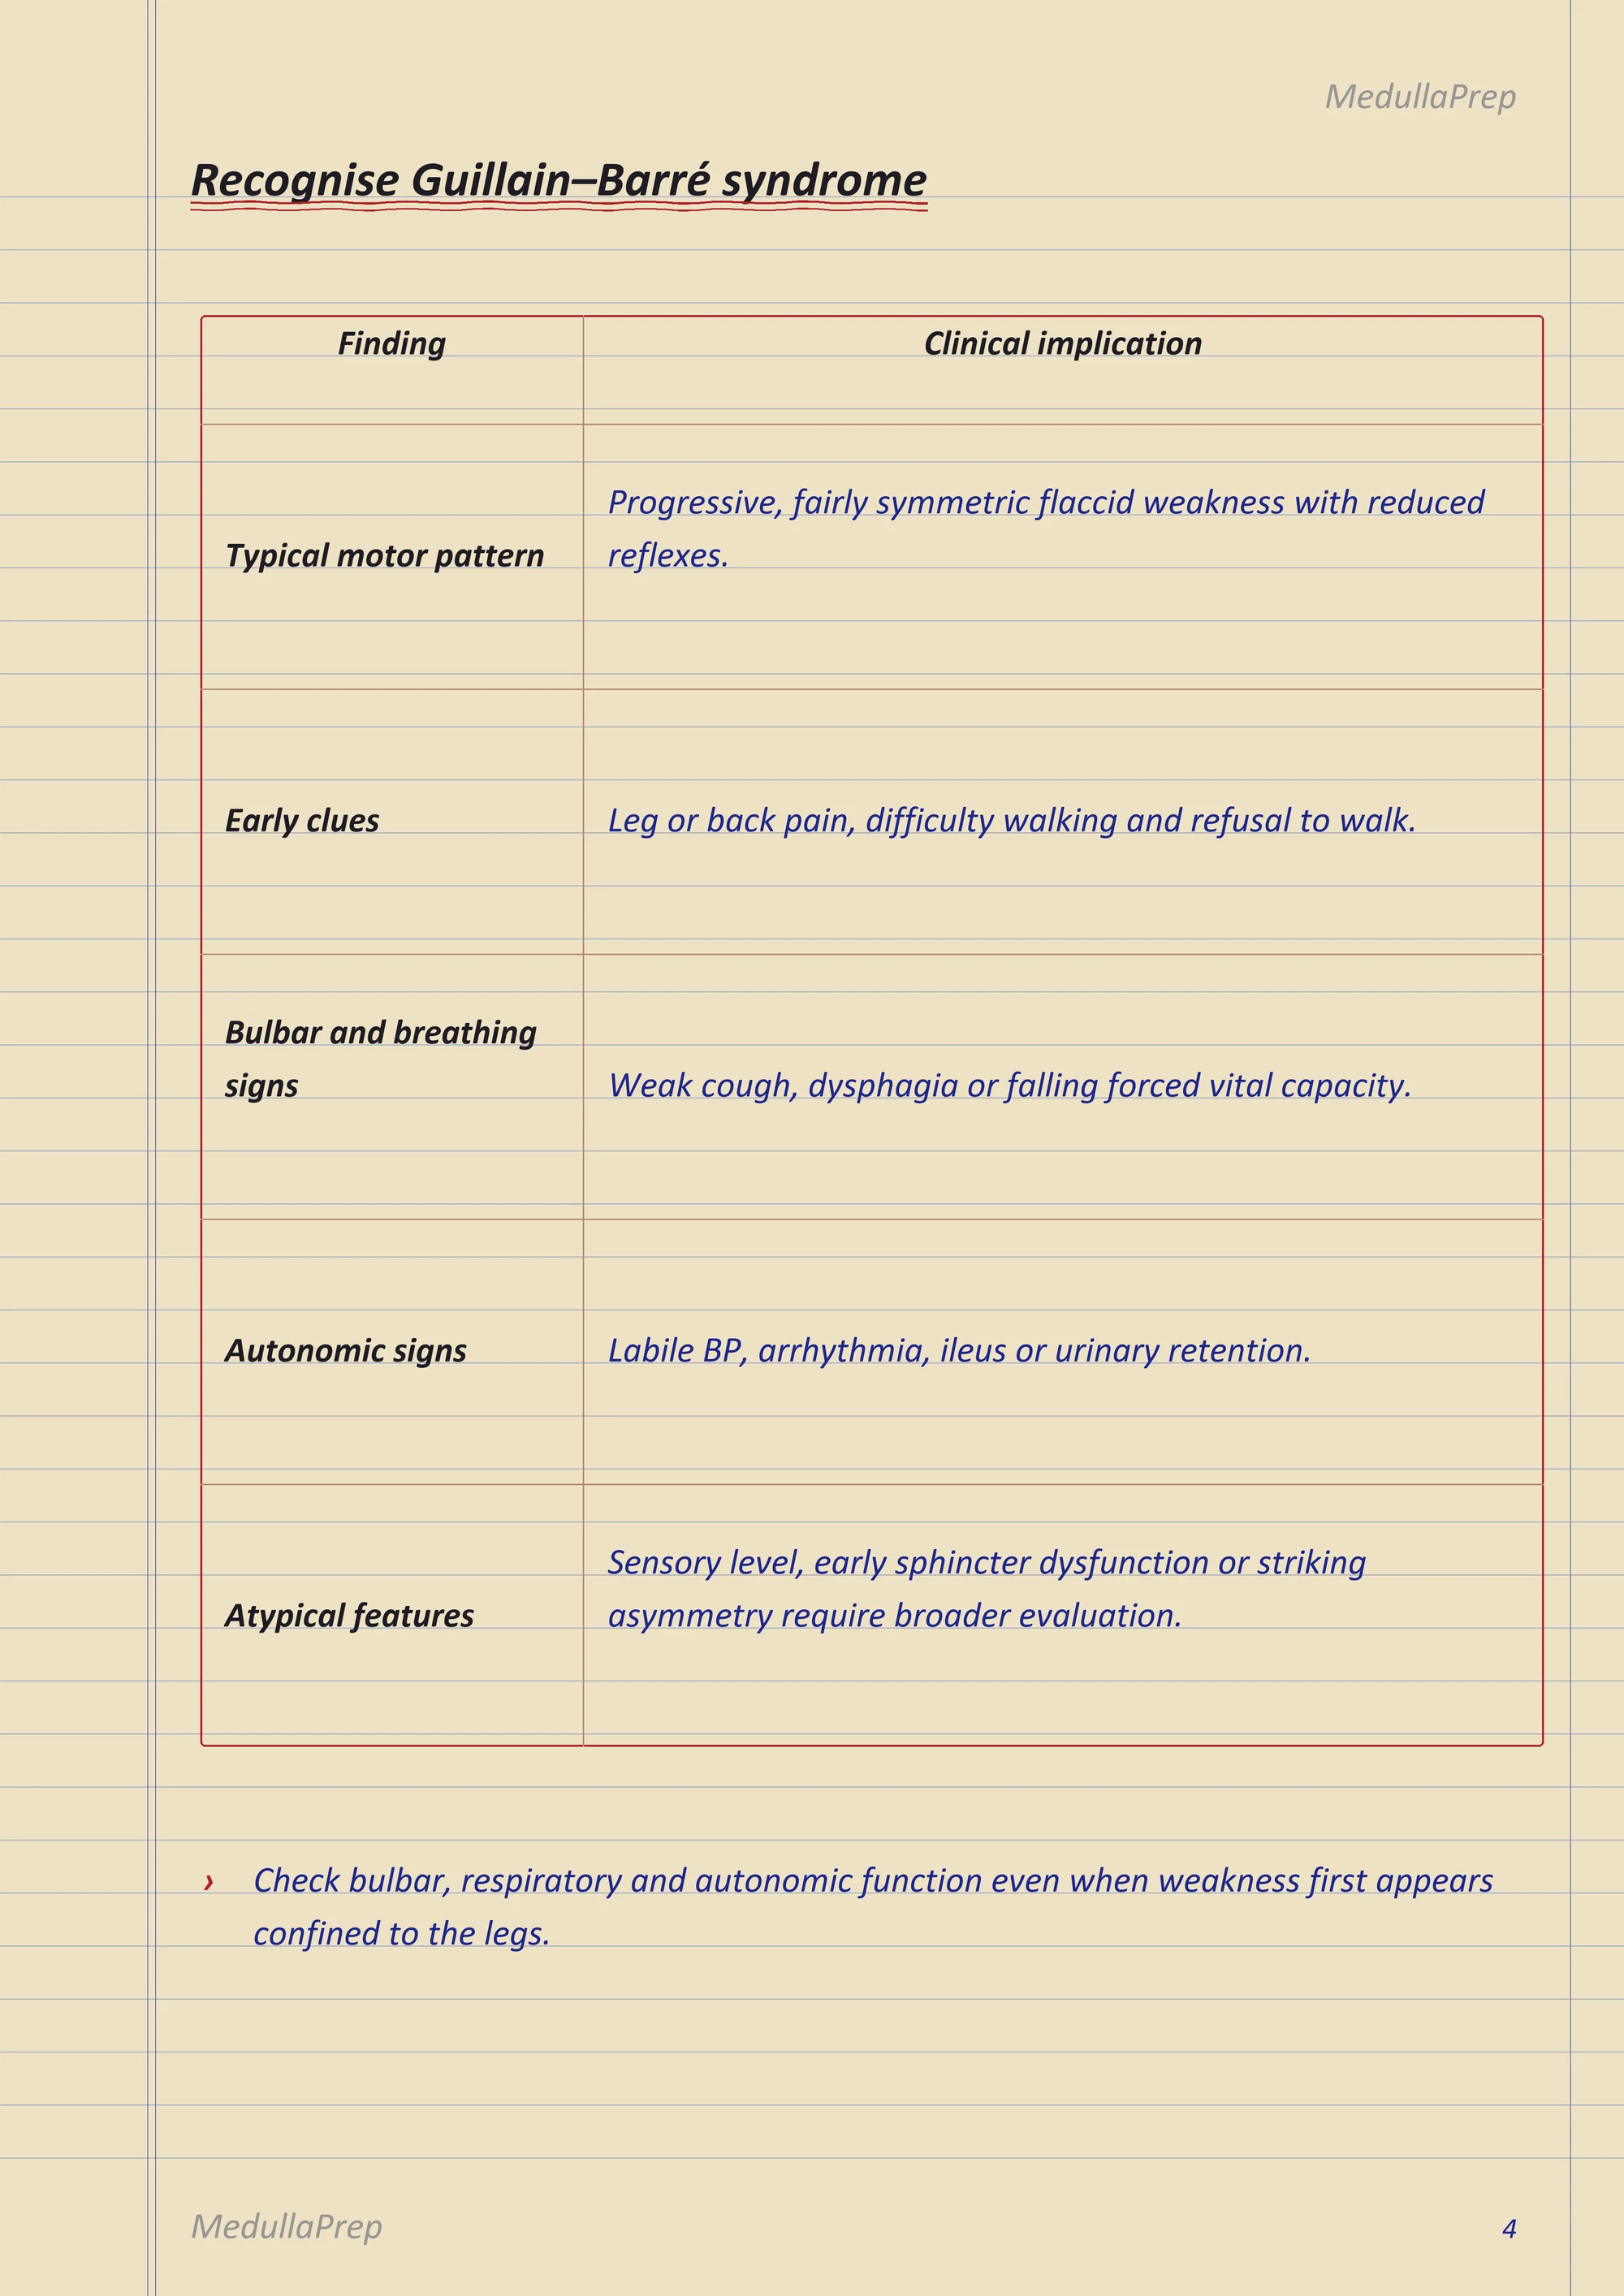 MedullaPrep
Recognise Guillain–Barré syndrome
Finding
Clinical implication
Typical motor pattern
Progressive, fairly symmetric flaccid weakness with reduced
reflexes.
Early clues
Leg or back pain, difficulty walking and refusal to walk.
Bulbar and breathing
signs
Weak cough, dysphagia or falling forced vital capacity.
Autonomic signs
Labile BP, arrhythmia, ileus or urinary retention.
Atypical features
Sensory level, early sphincter dysfunction or striking
asymmetry require broader evaluation.
› Check bulbar, respiratory and autonomic function even when weakness first appears
confined to the legs.
MedullaPrep
4